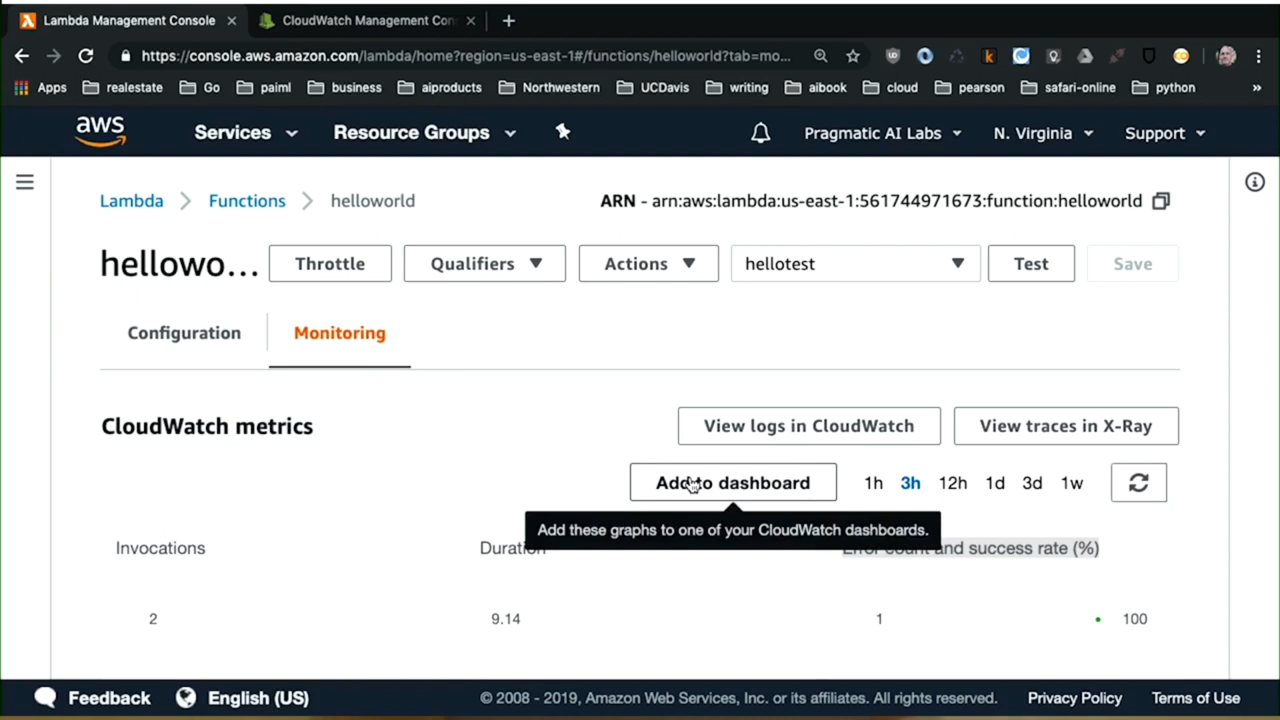 Lambda Management Console
CloudWatch Management Con
https://console.aws.amazon.com/lambda/home?region=us-east-1#/functions/helloworld?tab=mo...
Apps realestate Go paiml business aiproducts Northwestern UCDavis writing aibook cloud pearson safari-online python »
aws Services Resource Groups Pragmatic AI Labs N. Virginia Support
Lambda Functions helloworld ARN - arn:aws:lambda:us-east-1:561744971673:function:helloworld
hellowo... Throttle Qualifiers Actions hellotest Test Save
Configuration Monitoring
CloudWatch metrics View logs in CloudWatch View traces in X-Ray
Add to dashboard 1h 3h 12h 1d 3d 1w
Add these graphs to one of your CloudWatch dashboards.
Invocations Duration Error count and success rate (%)
2 9.14 1 100
Feedback English (US) © 2008 - 2019, Amazon Web Services, Inc. or its affiliates. All rights reserved. Privacy Policy Terms of Use